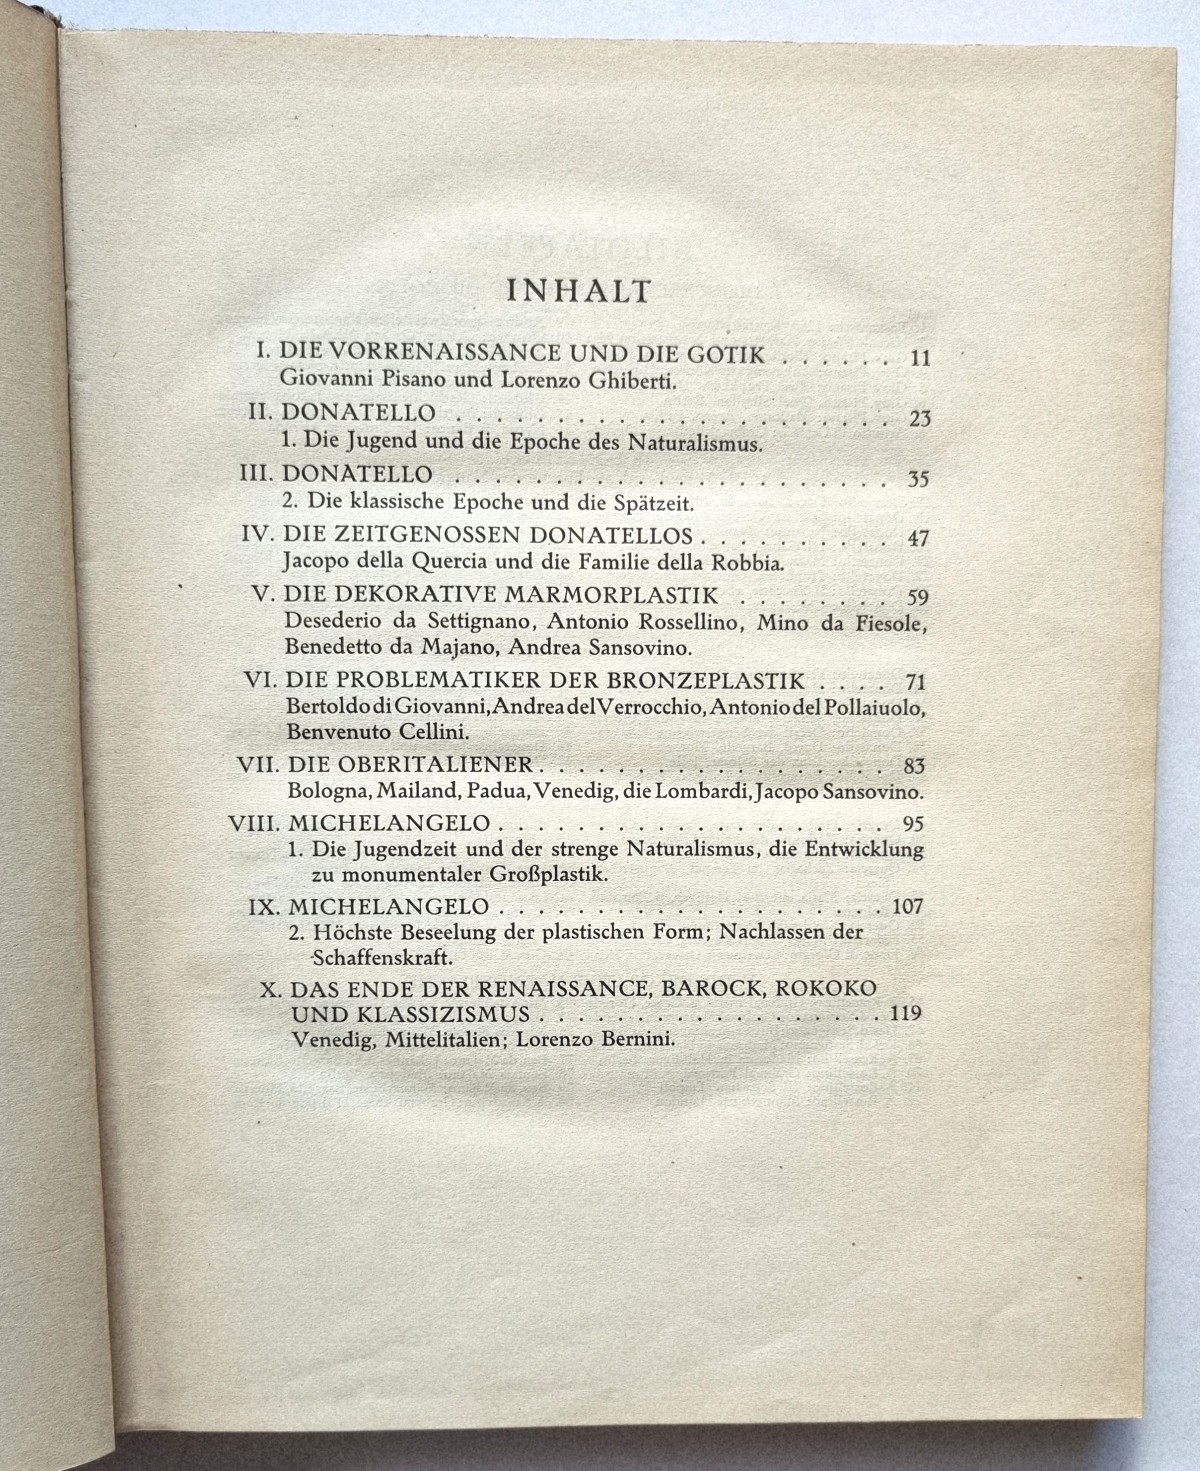 INHALT
I. DIE VORRENAISSANCE UND DIE GOTIK . . . . . . 11
Giovanni Pisano und Lorenzo Ghiberti.
II. DONATELLO . . . . . . . . . . . . . . . . . . . . . 23
1. Die Jugend und die Epoche des Naturalismus.
III. DONATELLO . . . . . . . . . . . . . . . . . . . . . 35
2. Die klassische Epoche und die Spätzeit.
IV. DIE ZEITGENOSSEN DONATELLOS . . . . . . . . . . 47
Jacopo della Quercia und die Familie della Robbia.
V. DIE DEKORATIVE MARMORPLASTIK . . . . . . . . 59
Desederio da Settignano, Antonio Rossellino, Mino da Fiesole,
Benedetto da Majano, Andrea Sansovino.
VI. DIE PROBLEMATIKER DER BRONZEPLASTIK . . . . 71
Bertoldo di Giovanni, Andrea del Verrocchio, Antonio del Pollaiuolo,
Benvenuto Cellini.
VII. DIE OBERITALIENER . . . . . . . . . . . . . . . . . 83
Bologna, Mailand, Padua, Venedig, die Lombardi, Jacopo Sansovino.
VIII. MICHELANGELO . . . . . . . . . . . . . . . . . . . 95
1. Die Jugendzeit und der strenge Naturalismus, die Entwicklung
zu monumentaler Großplastik.
IX. MICHELANGELO . . . . . . . . . . . . . . . . . . . 107
2. Höchste Beseelung der plastischen Form; Nachlassen der
Schaffenskraft.
X. DAS ENDE DER RENAISSANCE, BAROCK, ROKOKO
UND KLASSIZISMUS . . . . . . . . . . . . . . . . . 119
Venedig, Mittelitalien; Lorenzo Bernini.